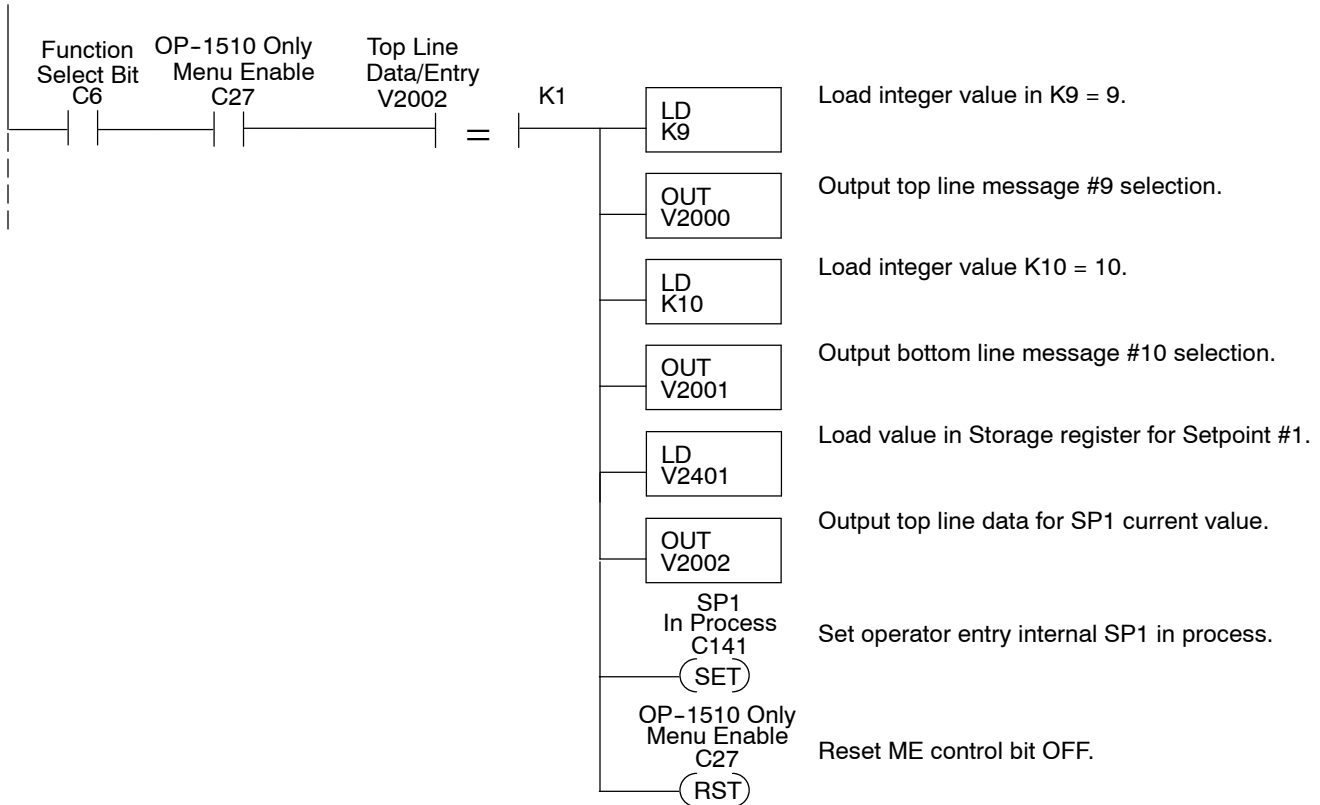 Function
Select Bit
C6
OP-1510 Only
Menu Enable
C27
Top Line
Data/Entry
V2002
=
K1
LD
K9
Load integer value in K9 = 9.
OUT
V2000
Output top line message #9 selection.
LD
K10
Load integer value K10 = 10.
OUT
V2001
Output bottom line message #10 selection.
LD
V2401
Load value in Storage register for Setpoint #1.
OUT
V2002
Output top line data for SP1 current value.
SP1
In Process
C141
SET
Set operator entry internal SP1 in process.
OP-1510 Only
Menu Enable
C27
RST
Reset ME control bit OFF.